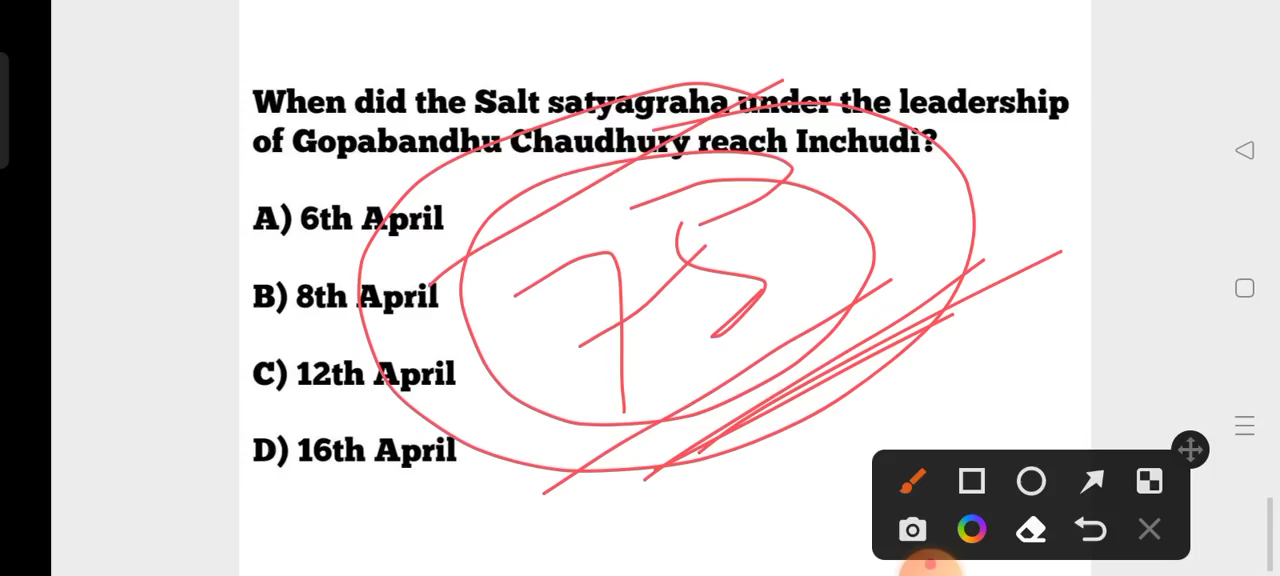 When did the Salt satyagraha under the leadership
of Gopabandhu Chaudhury reach Inchudi?
A) 6th April
B) 8th April
75
C) 12th April
D) 16th April